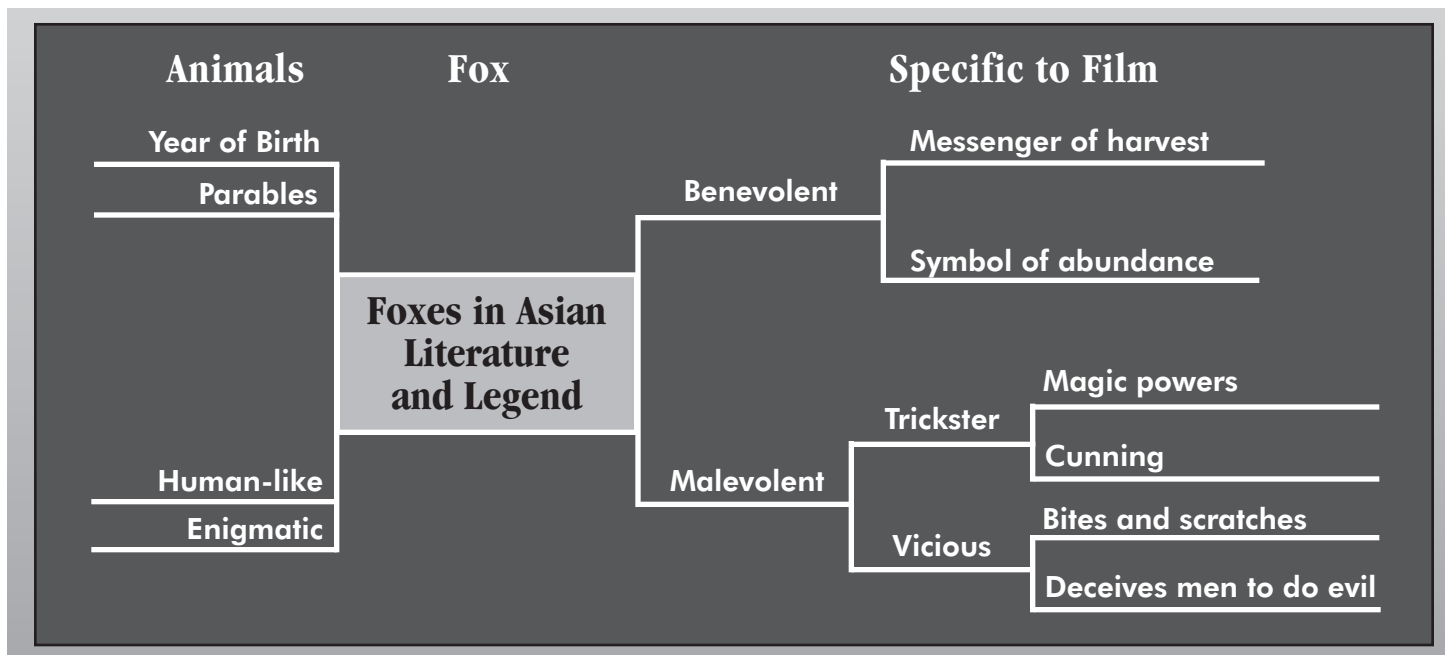 Animals
Fox
Specific to Film
Year of Birth
Parables
Human-like
Enigmatic
Foxes in Asian
Literature
and Legend
Benevolent
Messenger of harvest
Symbol of abundance
Malevolent
Trickster
Magic powers
Cunning
Vicious
Bites and scratches
Deceives men to do evil